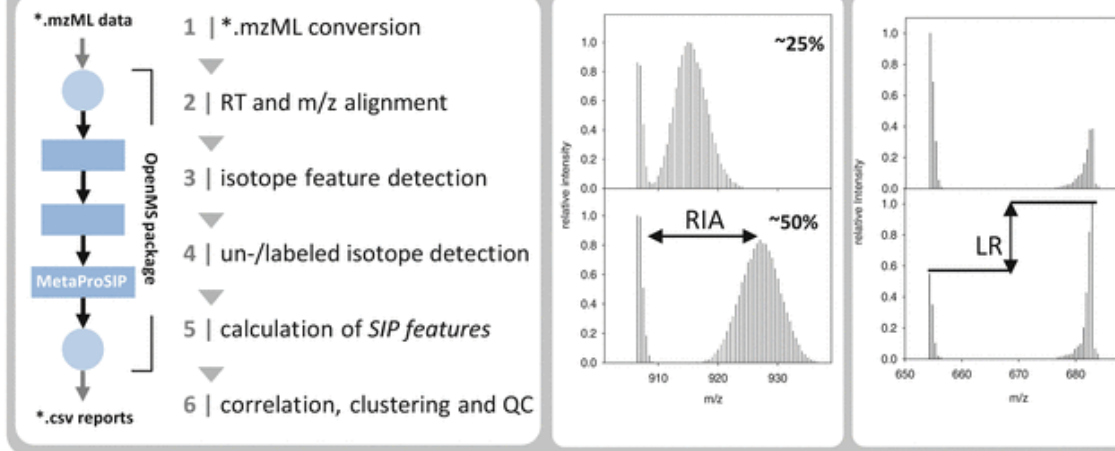 *.mzML data
OpenMS package
MetaProSIP
*.csv reports
1 | *.mzML conversion
2 | RT and m/z alignment
3 | isotope feature detection
4 | un-/labeled isotope detection
5 | calculation of SIP features
6 | correlation, clustering and QC
~25%
1.0
0.8
0.6
0.4
0.2
0.0
relative intensity
RIA
~50%
1.0
0.8
0.6
0.4
0.2
0.0
910
920
930
m/z
1.0
0.8
0.6
0.4
0.2
0.0
relative Intensity
LR
1.0
0.8
0.6
0.4
0.2
0.0
650
660
670
680
m/z